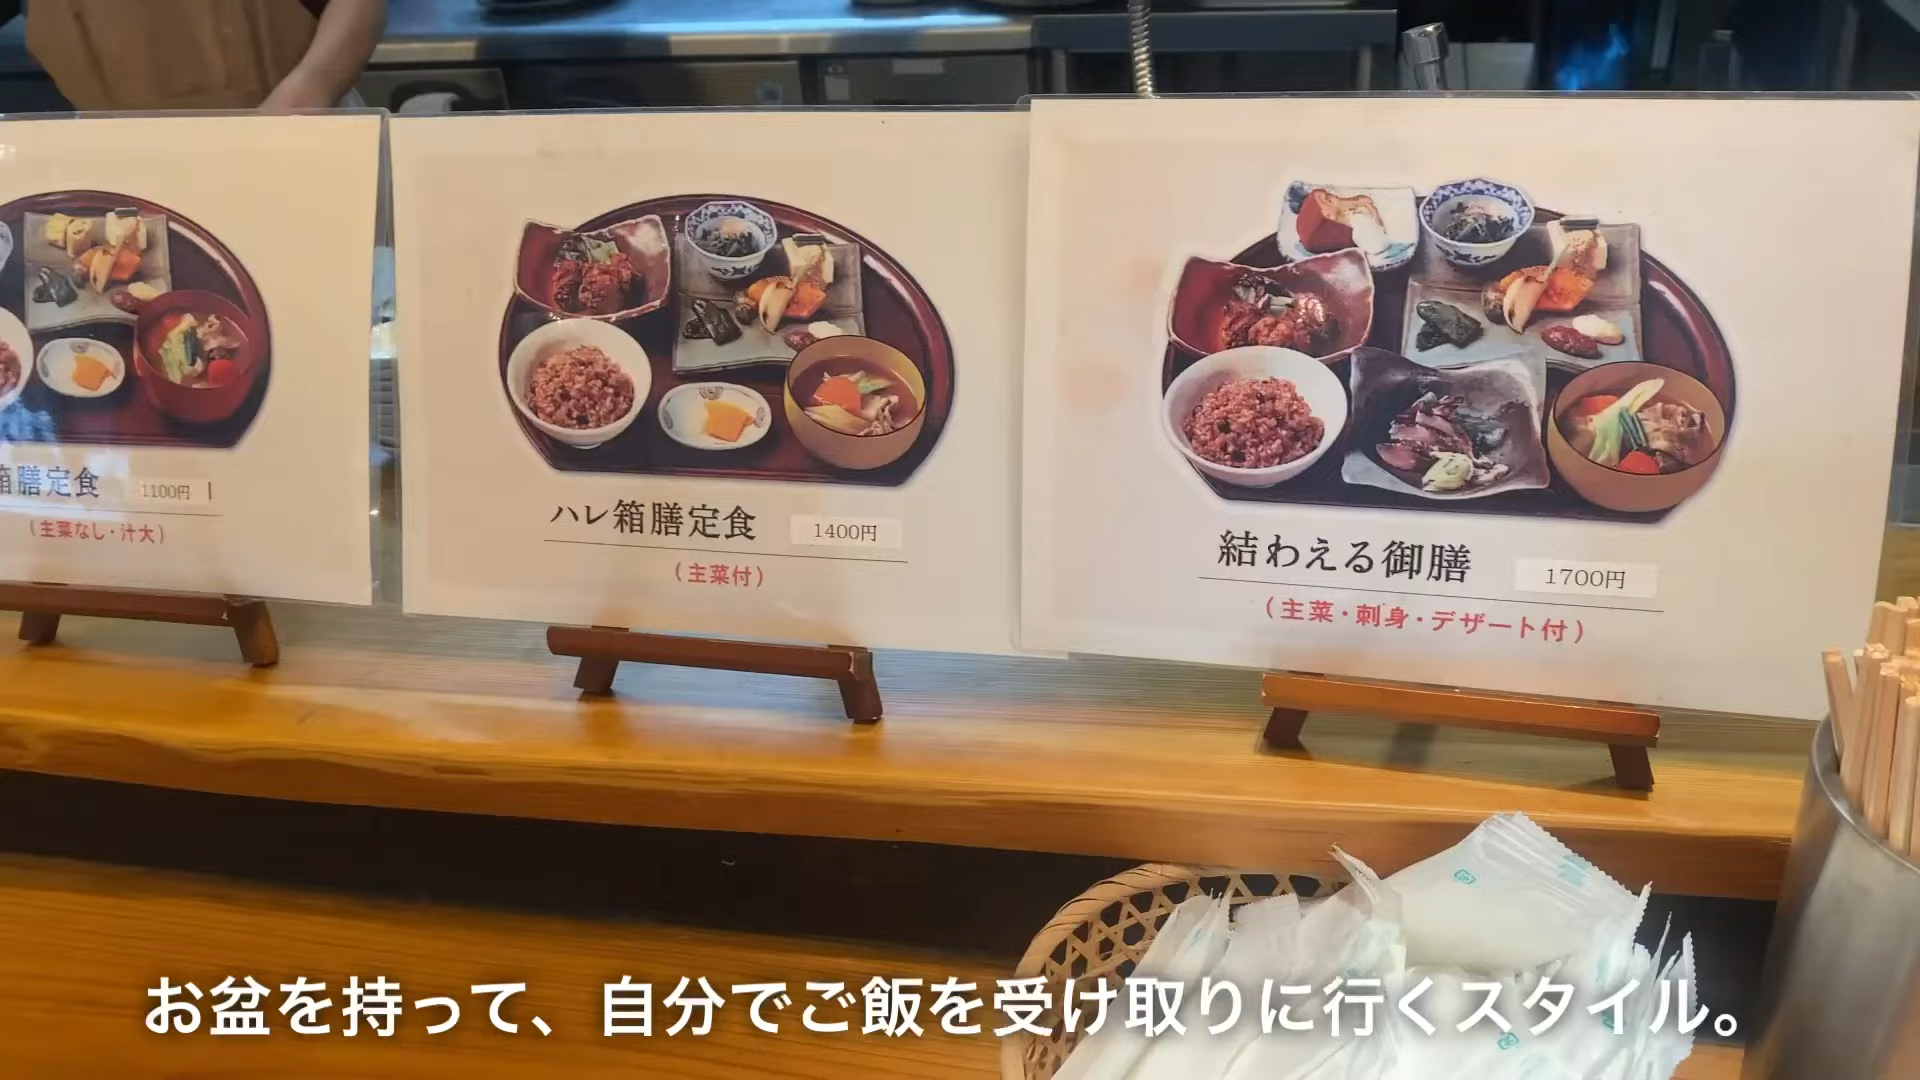 箱膳定食 1100円
(主菜なし・汁大)
ハレ箱膳定食 1400円
(主菜付)
結わえる御膳 1700円
(主菜・刺身・デザート付)
お盆を持って、自分でご飯を受け取りに行くスタイル。